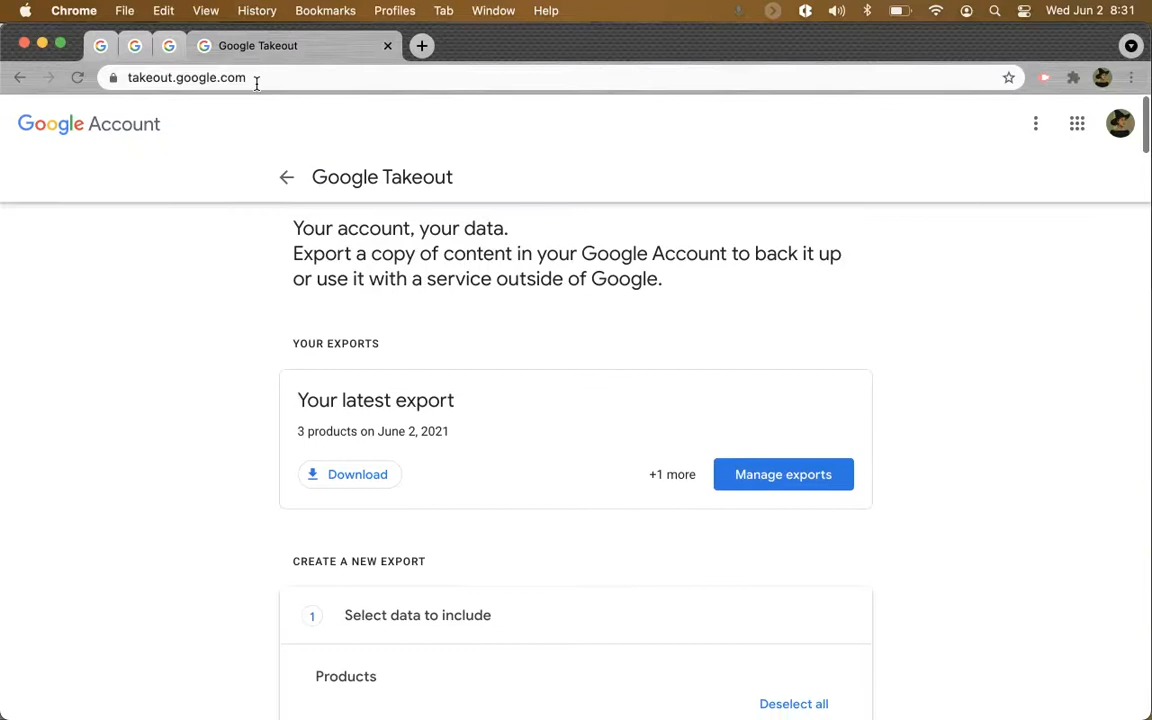 Chrome File Edit View History Bookmarks Profiles Tab Window Help Wed Jun 2 8:31
Google Takeout
takeout.google.com
Google Account
Google Takeout
Your account, your data.
Export a copy of content in your Google Account to back it up
or use it with a service outside of Google.
YOUR EXPORTS
Your latest export
3 products on June 2, 2021
Download +1 more Manage exports
CREATE A NEW EXPORT
1 Select data to include
Products
Deselect all